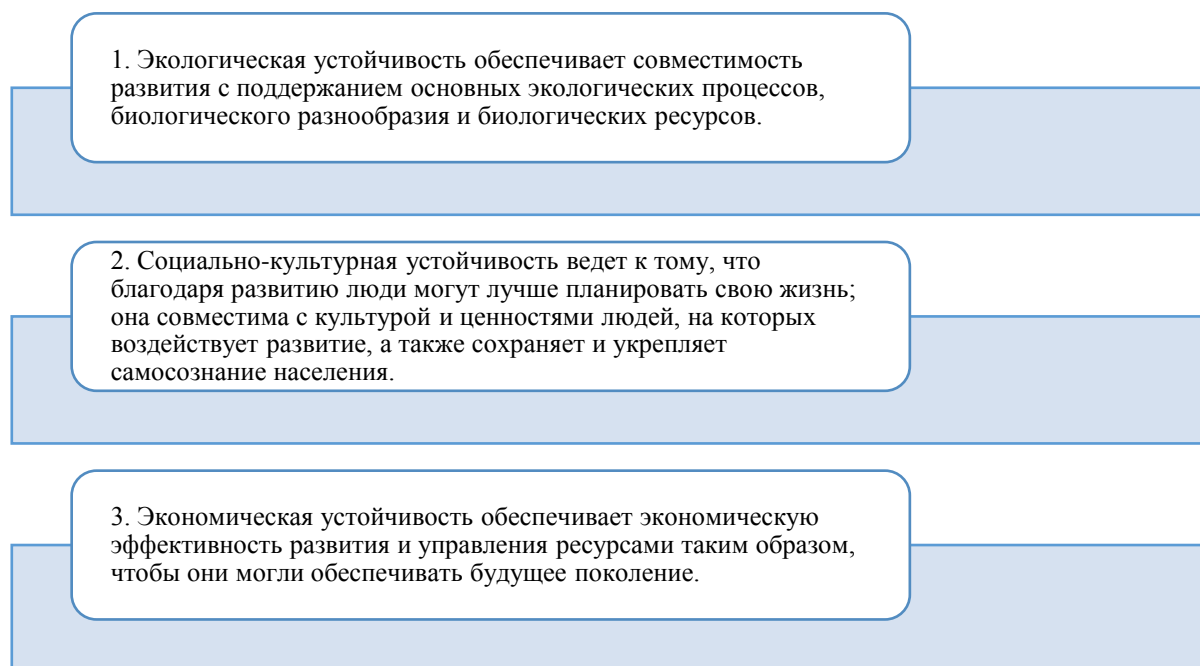 1. Экологическая устойчивость обеспечивает совместимость
развития с поддержанием основных экологических процессов,
биологического разнообразия и биологических ресурсов.
2. Социально-культурная устойчивость ведет к тому, что
благодаря развитию люди могут лучше планировать свою жизнь;
она совместима с культурой и ценностями людей, на которых
воздействует развитие, а также сохраняет и укрепляет
самосознание населения.
3. Экономическая устойчивость обеспечивает экономическую
эффективность развития и управления ресурсами таким образом,
чтобы они могли обеспечивать будущее поколение.